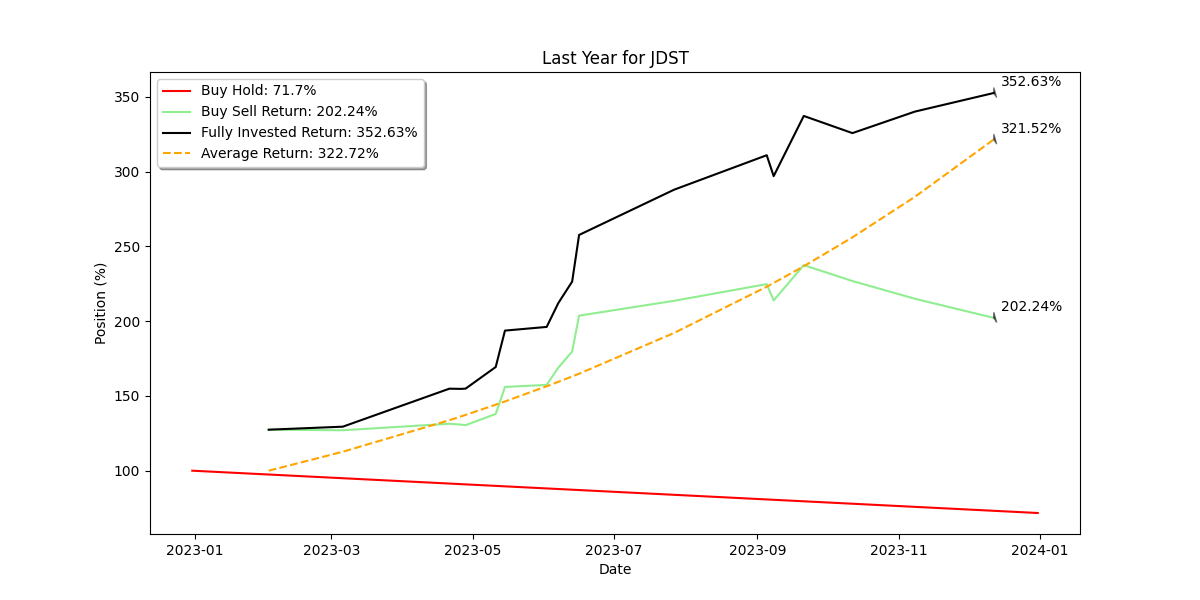 Last Year for JDST
Buy Hold: 71.7%
Buy Sell Return: 202.24%
Fully Invested Return: 352.63%
Average Return: 322.72%
352.63%
321.52%
202.24%
350
300
250
200
150
100
Position (%)
2023-01
2023-03
2023-05
2023-07
2023-09
2023-11
2024-01
Date